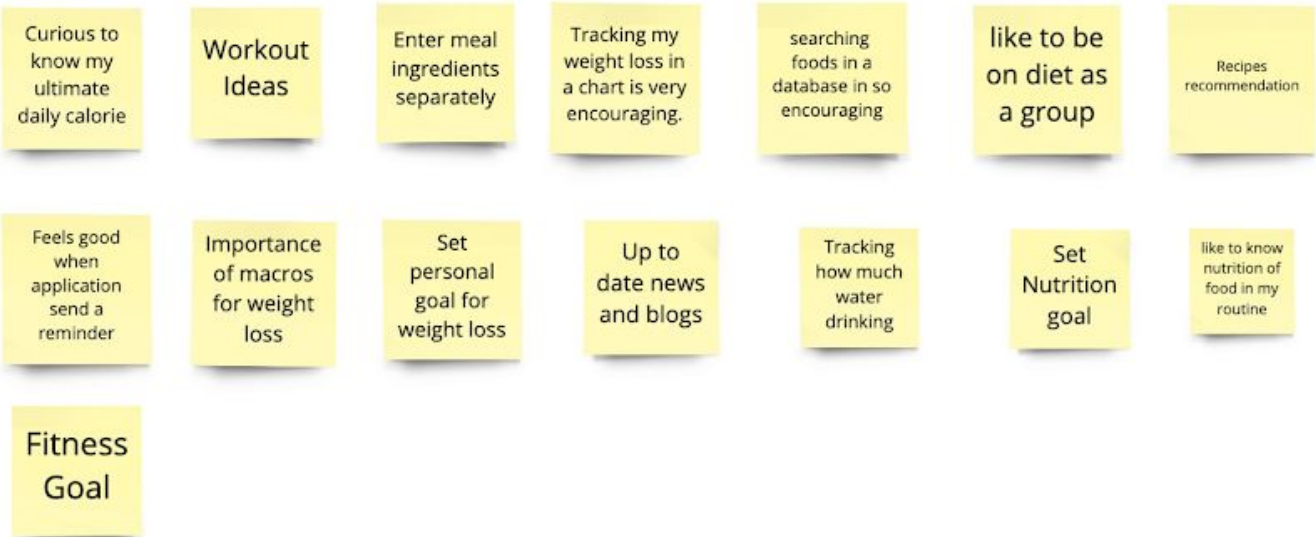 Curious to
know my
ultimate
daily calorie
Workout
Ideas
Enter meal
ingredients
separately
Tracking my
weight loss in
a chart is very
encouraging.
searching
foods in a
database in so
encouraging
like to be
on diet as
a group
Recipes
recommendation
Feels good
when
application
send a
reminder
Importance
of macros
for weight
loss
Set
personal
goal for
weight loss
Up to
date news
and blogs
Tracking
how much
water
drinking
Set
Nutrition
goal
like to know
nutrition of
food in my
routine
Fitness
Goal